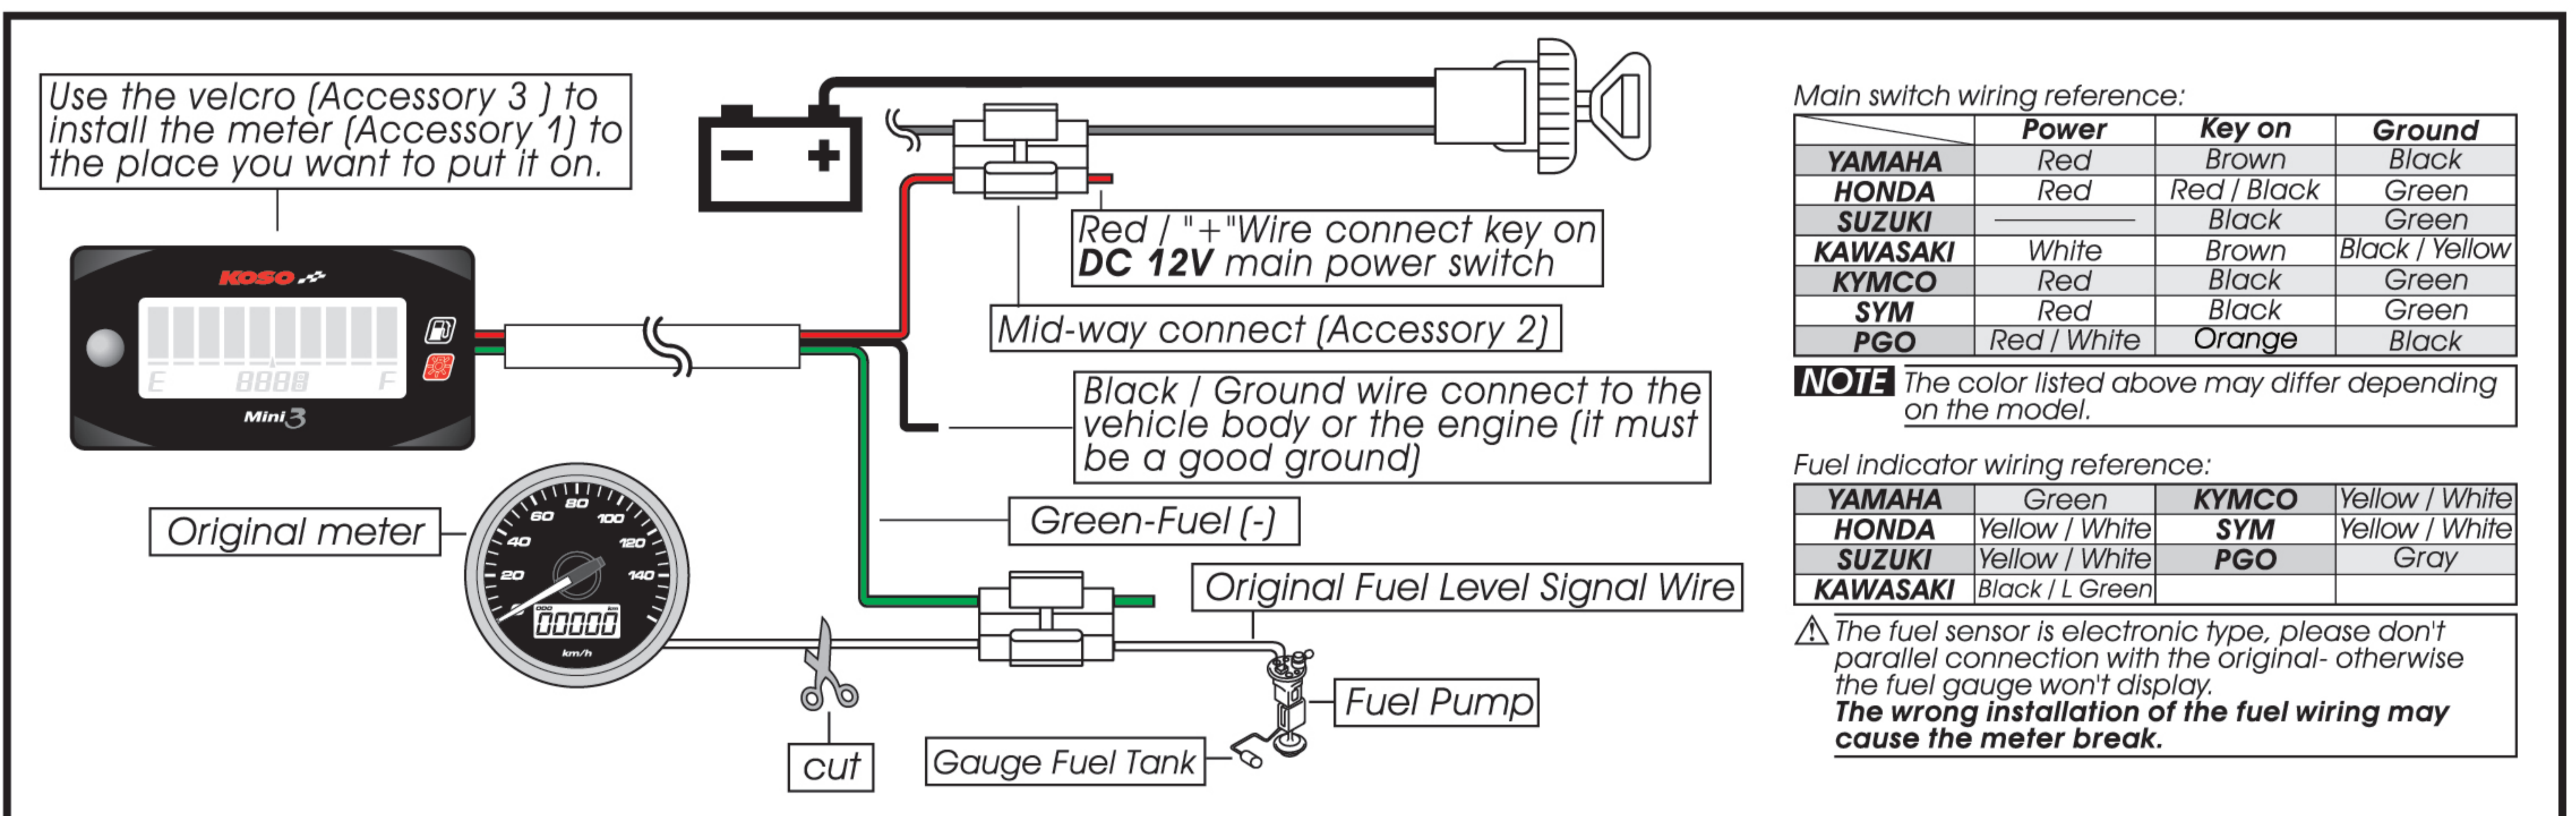 Use the velcro (Accessory 3 ) to
install the meter (Accessory 1) to
the place you want to put it on.
KOSO
E 8888 F
Mini 3
- +
Red / "+"Wire connect key on
DC 12V main power switch
Mid-way connect (Accessory 2)
Black / Ground wire connect to the
vehicle body or the engine (it must
be a good ground)
Green-Fuel (-)
Original meter
0 20 40 60 80 100 120 140
000 km
00000
km/h
Original Fuel Level Signal Wire
Fuel Pump
Gauge Fuel Tank
cut
Main switch wiring reference:
Power Key on Ground
YAMAHA Red Brown Black
HONDA Red Red / Black Green
SUZUKI Black Green
KAWASAKI White Brown Black / Yellow
KYMCO Red Black Green
SYM Red Black Green
PGO Red / White Orange Black
NOTE The color listed above may differ depending
on the model.
Fuel indicator wiring reference:
YAMAHA Green KYMCO Yellow / White
HONDA Yellow / White SYM Yellow / White
SUZUKI Yellow / White PGO Gray
KAWASAKI Black / L Green
The fuel sensor is electronic type, please don't
parallel connection with the original- otherwise
the fuel gauge won't display.
The wrong installation of the fuel wiring may
cause the meter break.